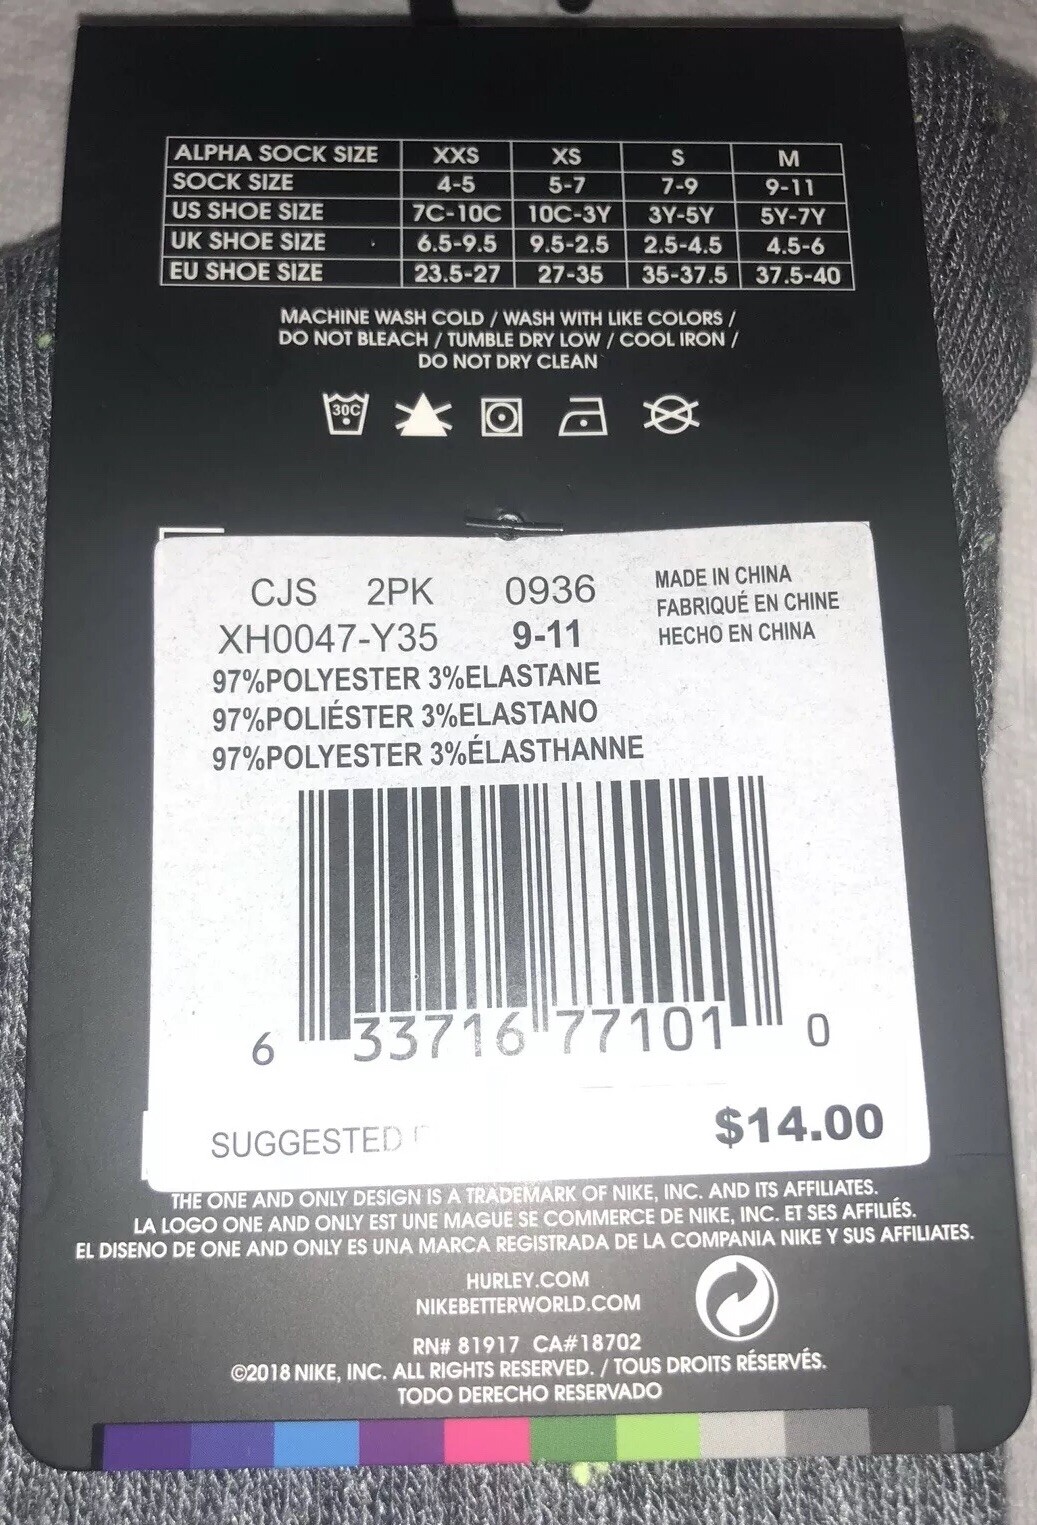 ALPHA SOCK SIZE XXS XS S M
SOCK SIZE 4-5 5-7 7-9 9-11
US SHOE SIZE 7C-10C 10C-3Y 3Y-5Y 5Y-7Y
UK SHOE SIZE 6.5-9.5 9.5-2.5 2.5-4.5 4.5-6
EU SHOE SIZE 23.5-27 27-35 35-37.5 37.5-40
MACHINE WASH COLD / WASH WITH LIKE COLORS /
DO NOT BLEACH / TUMBLE DRY LOW / COOL IRON /
DO NOT DRY CLEAN
30C
CJS 2PK 0936
XH0047-Y35 9-11
MADE IN CHINA
FABRIQUÉ EN CHINE
HECHO EN CHINA
97%POLYESTER 3%ELASTANE
97%POLIÉSTER 3%ELASTANO
97%POLYESTER 3%ÉLASTHANNE
6 33716 77101 0
SUGGESTED
$14.00
THE ONE AND ONLY DESIGN IS A TRADEMARK OF NIKE, INC. AND ITS AFFILIATES.
LA LOGO ONE AND ONLY EST UNE MAGUE SE COMMERCE DE NIKE, INC. ET SES AFFILIÉS.
EL DISENO DE ONE AND ONLY ES UNA MARCA REGISTRADA DE LA COMPANIA NIKE Y SUS AFFILIATES.
HURLEY.COM
NIKEBETTERWORLD.COM
RN# 81917 CA#18702
©2018 NIKE, INC. ALL RIGHTS RESERVED. / TOUS DROITS RÉSERVÉS.
TODO DERECHO RESERVADO